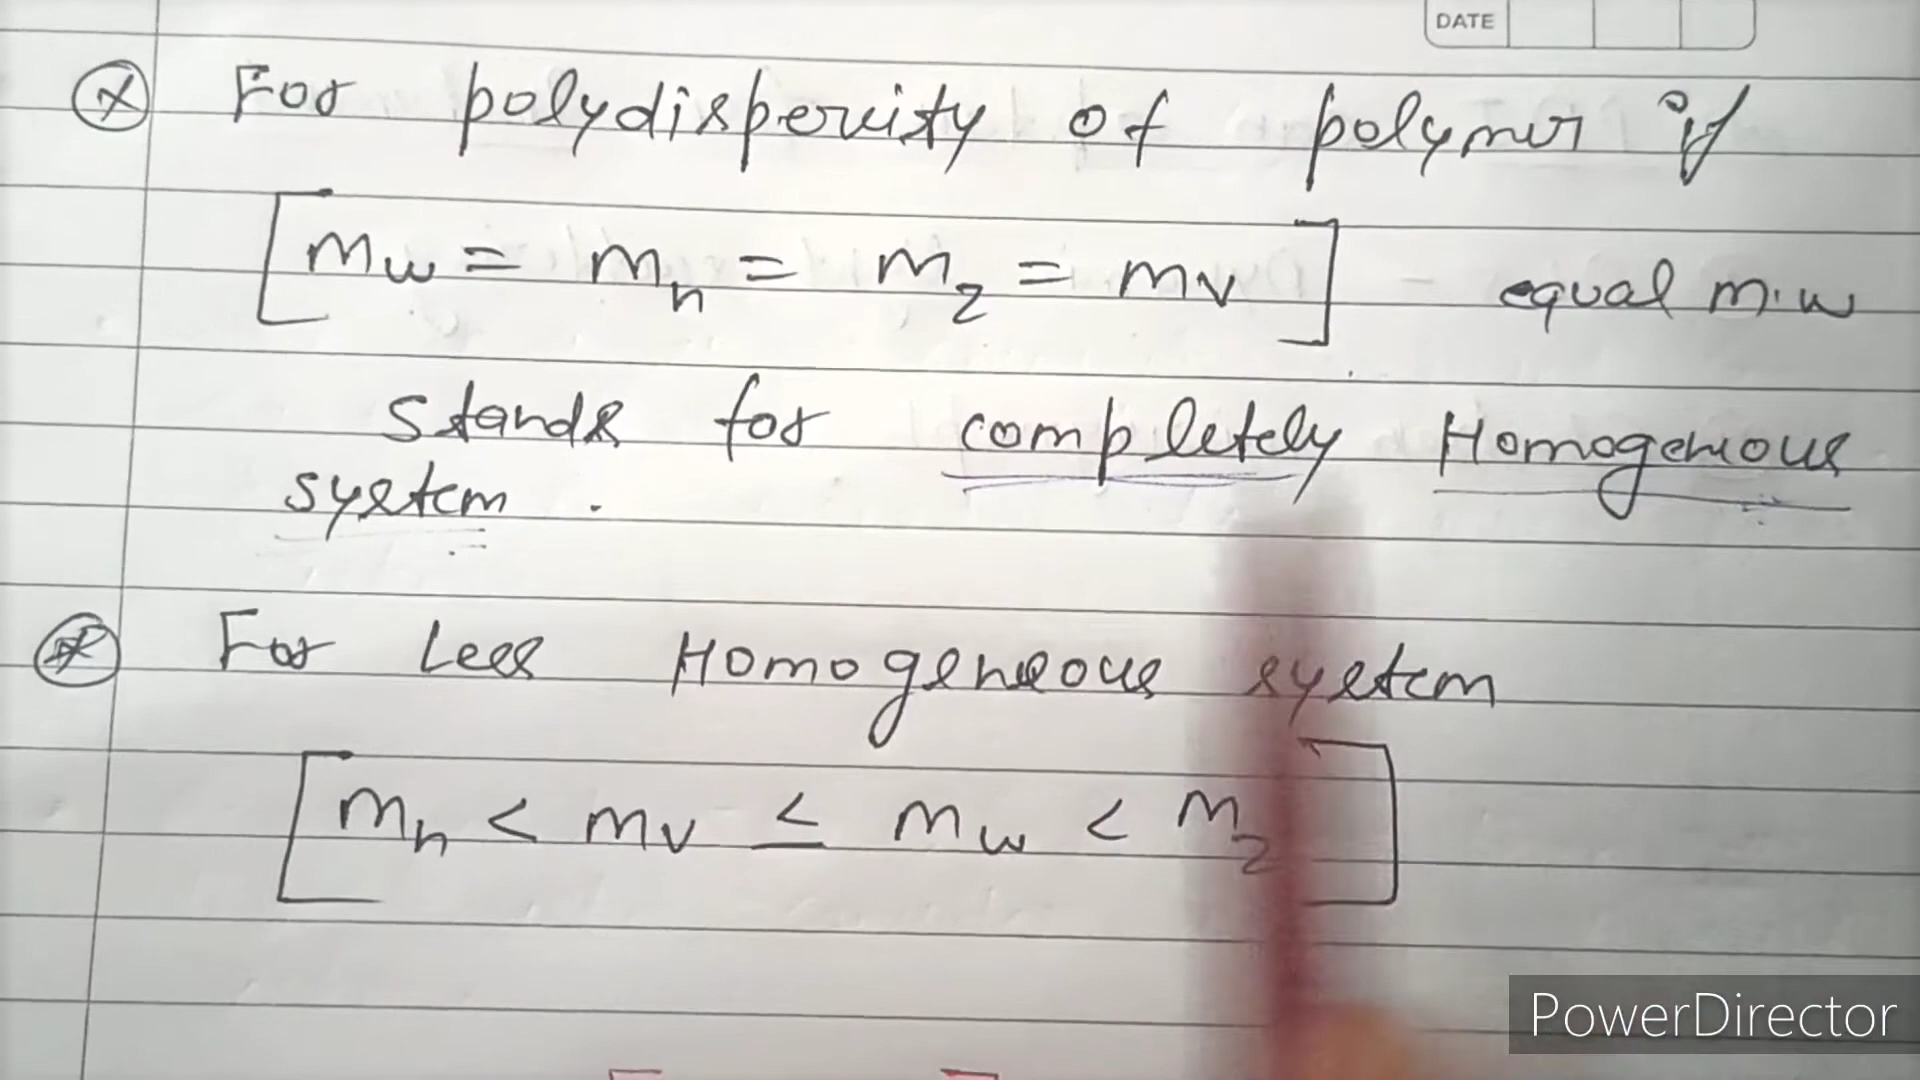 DATE
For polydispersity of polymer if
[Mw = Mn = Mz = Mv] - equal m.w
stands for completely Homogenious
system.
For Less Homogeneous system
[Mn < Mv ≤ Mw < Mz]
PowerDirector